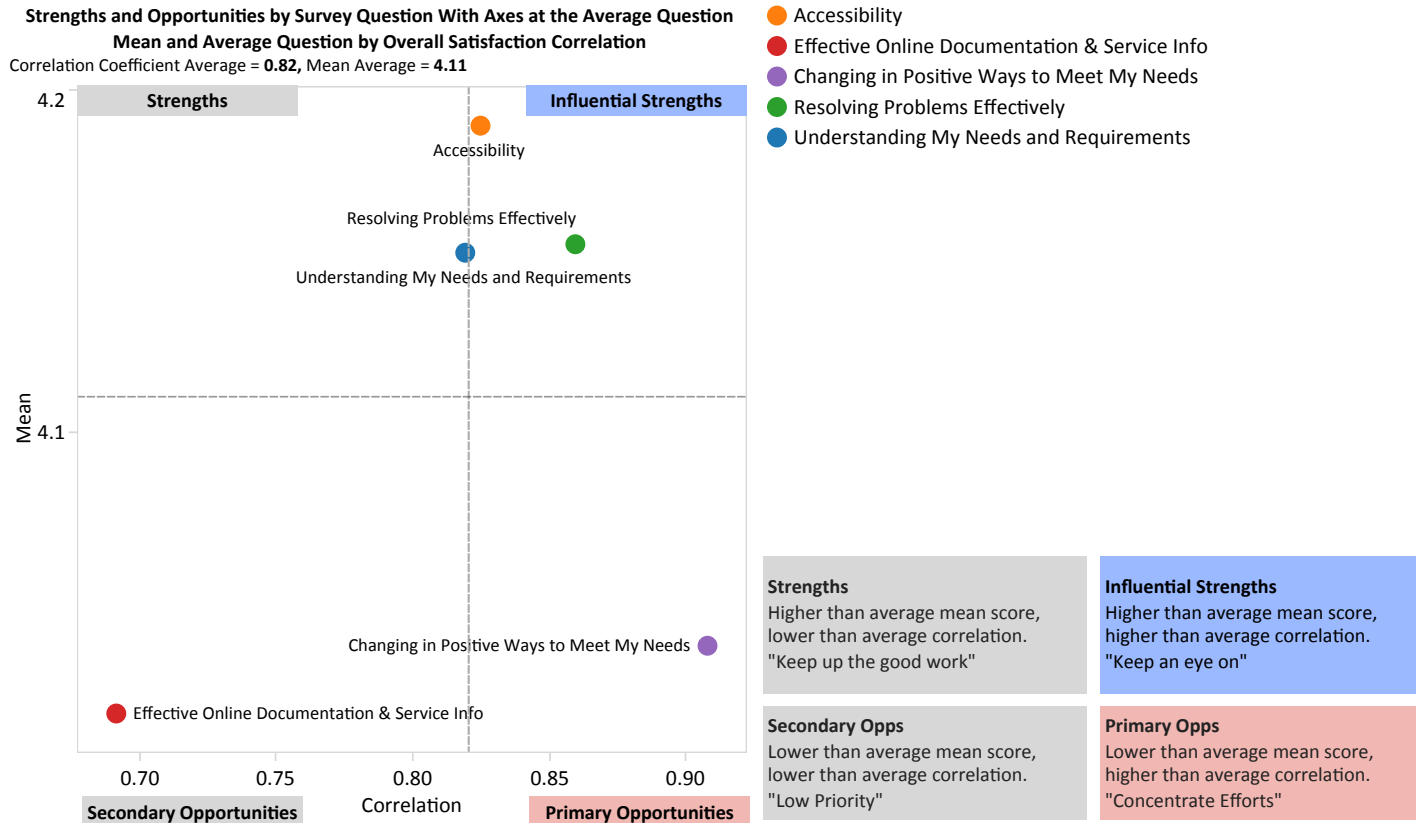 Strengths and Opportunities by Survey Question With Axes at the Average Question
Mean and Average Question by Overall Satisfaction Correlation
Correlation Coefficient Average = 0.82, Mean Average = 4.11
4.2
Strengths
Influential Strengths
Accessibility
Resolving Problems Effectively
Understanding My Needs and Requirements
Mean
4.1
Changing in Positive Ways to Meet My Needs
Effective Online Documentation & Service Info
0.70
0.75
0.80
0.85
0.90
Correlation
Secondary Opportunities
Primary Opportunities
Accessibility
Effective Online Documentation & Service Info
Changing in Positive Ways to Meet My Needs
Resolving Problems Effectively
Understanding My Needs and Requirements
Strengths
Higher than average mean score,
lower than average correlation.
"Keep up the good work"
Influential Strengths
Higher than average mean score,
higher than average correlation.
"Keep an eye on"
Secondary Opps
Lower than average mean score,
lower than average correlation.
"Low Priority"
Primary Opps
Lower than average mean score,
higher than average correlation.
"Concentrate Efforts"